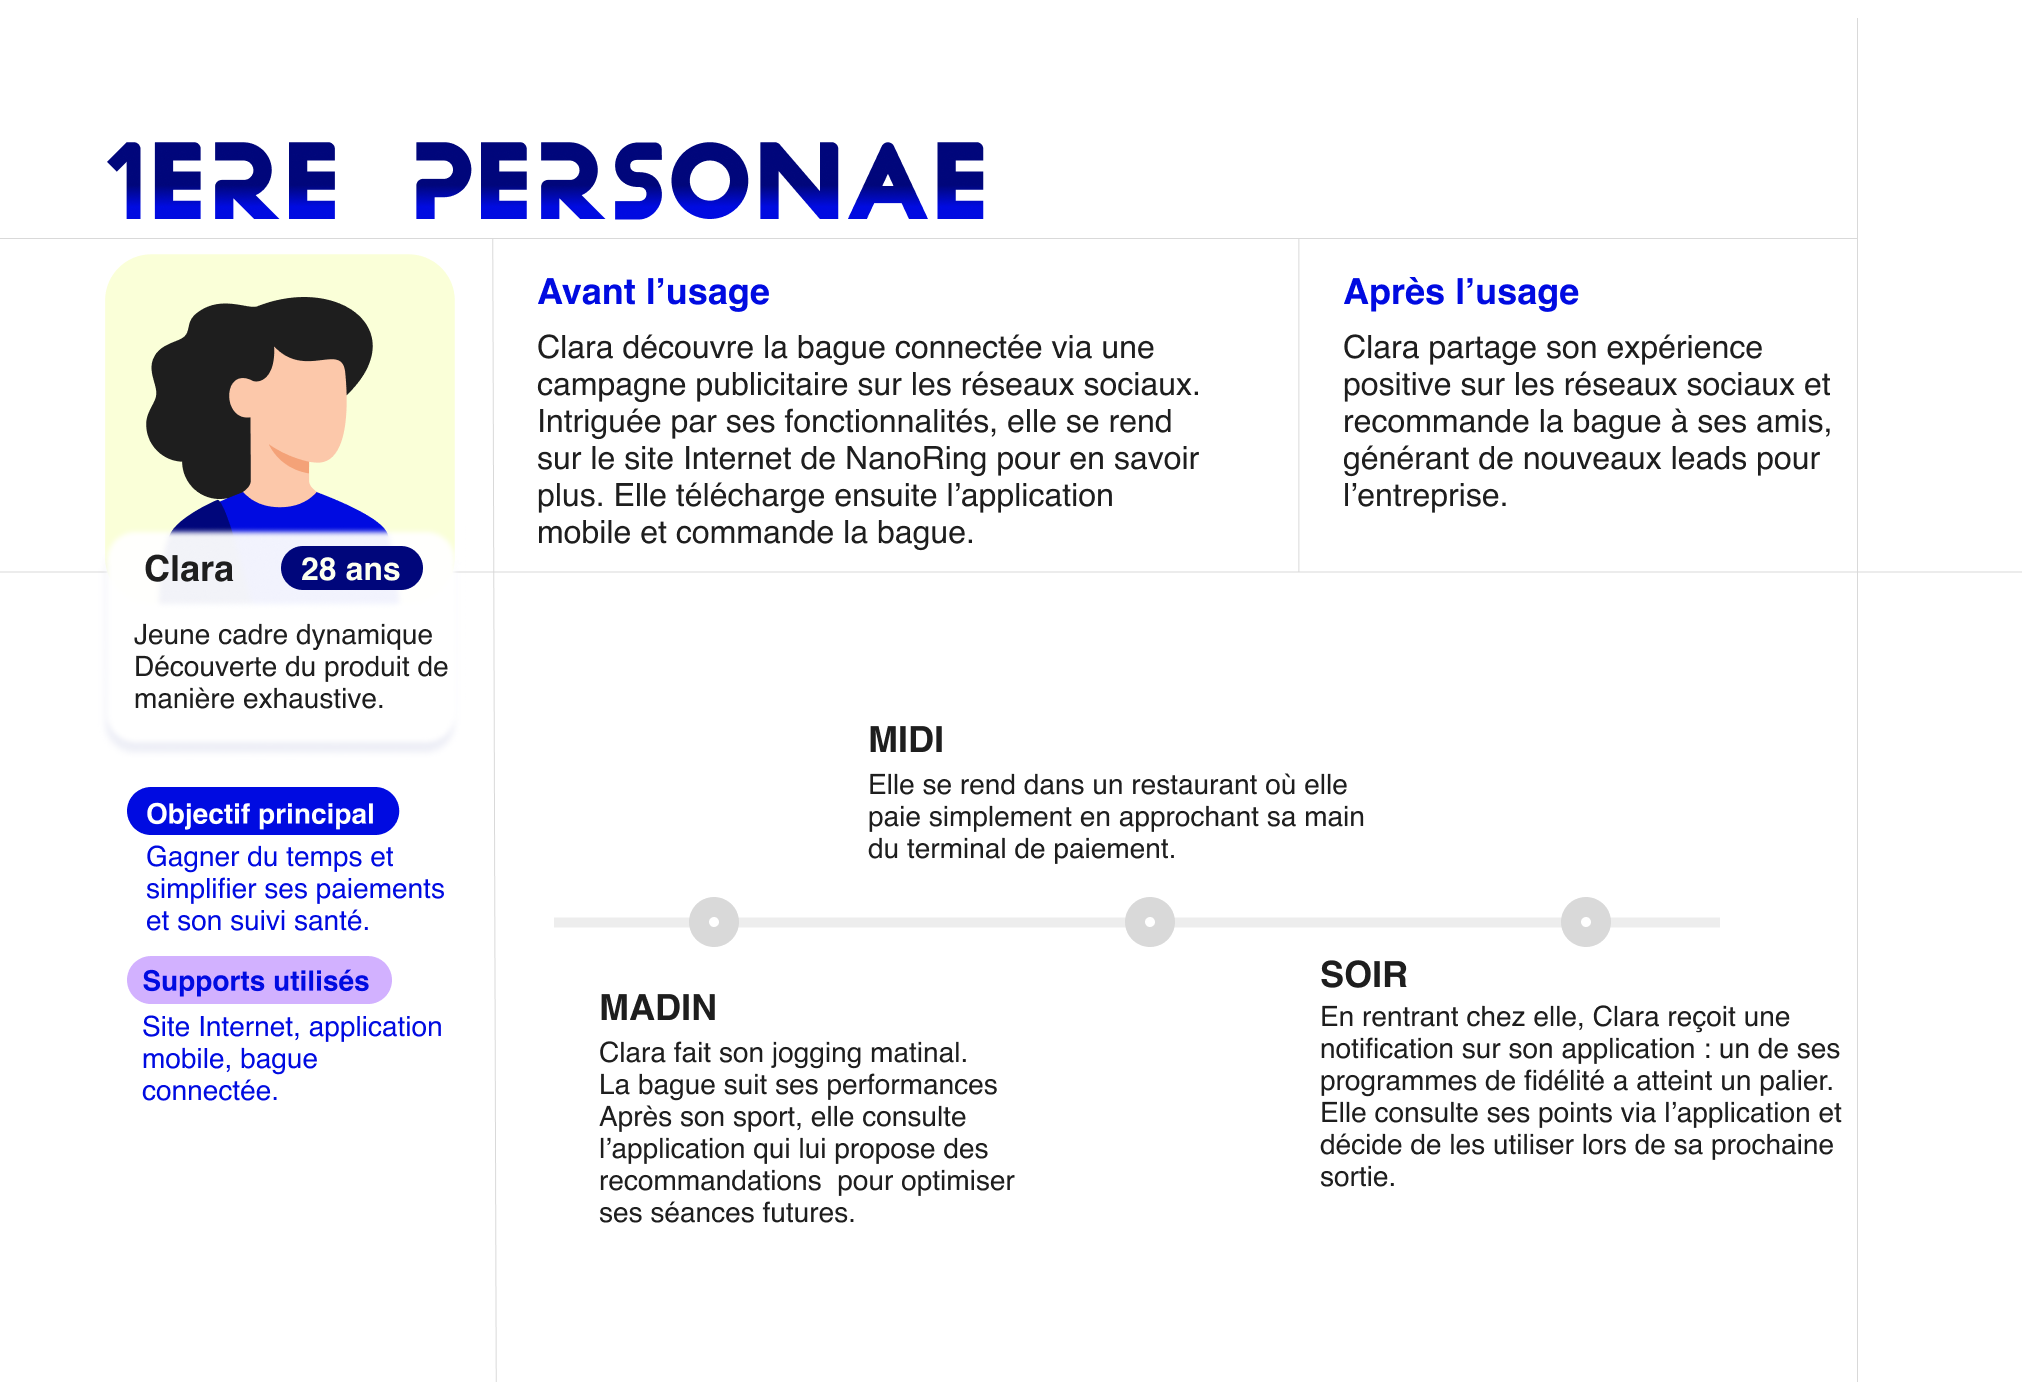 1ERE PERSONAE
Clara
28 ans
Jeune cadre dynamique
Découverte du produit de
manière exhaustive.
Objectif principal
Gagner du temps et
simplifier ses paiements
et son suivi santé.
Supports utilisés
Site Internet, application
mobile, bague
connectée.
Avant l’usage
Clara découvre la bague connectée via une
campagne publicitaire sur les réseaux sociaux.
Intriguée par ses fonctionnalités, elle se rend
sur le site Internet de NanoRing pour en savoir
plus. Elle télécharge ensuite l’application
mobile et commande la bague.
Après l’usage
Clara partage son expérience
positive sur les réseaux sociaux et
recommande la bague à ses amis,
générant de nouveaux leads pour
l’entreprise.
MADIN
Clara fait son jogging matinal.
La bague suit ses performances
Après son sport, elle consulte
l’application qui lui propose des
recommandations  pour optimiser
ses séances futures.
MIDI
Elle se rend dans un restaurant où elle
paie simplement en approchant sa main
du terminal de paiement.
SOIR
En rentrant chez elle, Clara reçoit une
notification sur son application : un de ses
programmes de fidélité a atteint un palier.
Elle consulte ses points via l’application et
décide de les utiliser lors de sa prochaine
sortie.